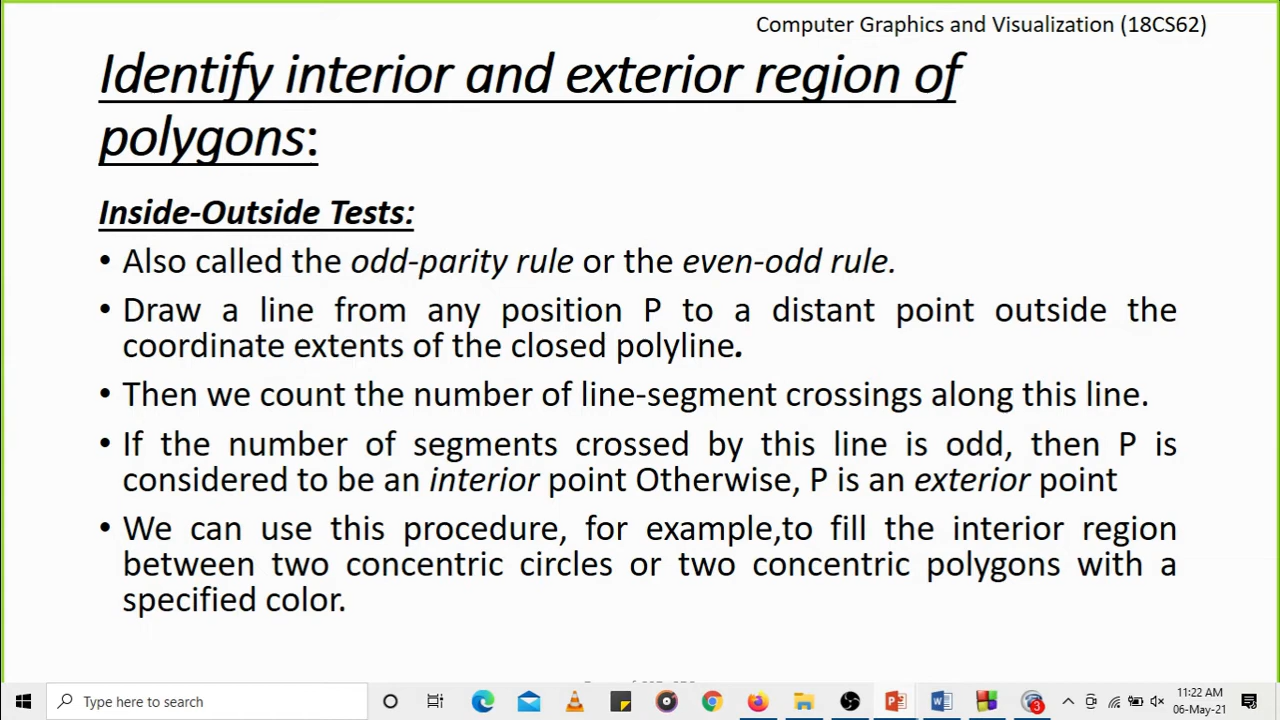 Computer Graphics and Visualization (18CS62)
Identify interior and exterior region of
polygons:
Inside-Outside Tests:
• Also called the odd-parity rule or the even-odd rule.
• Draw a line from any position P to a distant point outside the
coordinate extents of the closed polyline.
• Then we count the number of line-segment crossings along this line.
• If the number of segments crossed by this line is odd, then P is
considered to be an interior point Otherwise, P is an exterior point
• We can use this procedure, for example,to fill the interior region
between two concentric circles or two concentric polygons with a
specified color.
Type here to search
3
11:22 AM
06-May-21